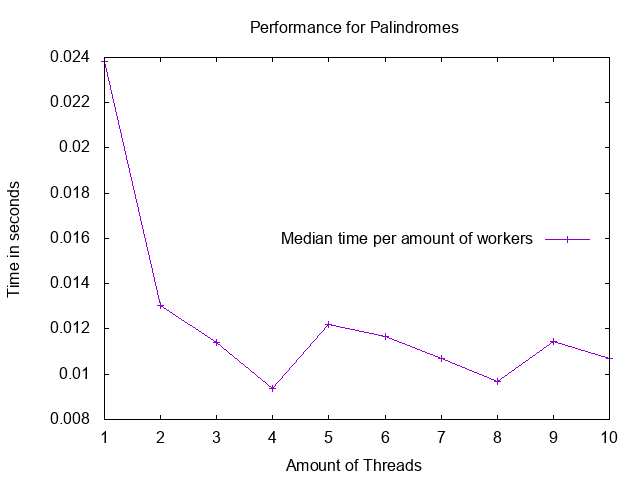 Performance for Palindromes
0.024
0.022
0.02
0.018
0.016
0.014
0.012
0.01
0.008
Time in seconds
Median time per amount of workers
1 2 3 4 5 6 7 8 9 10
Amount of Threads